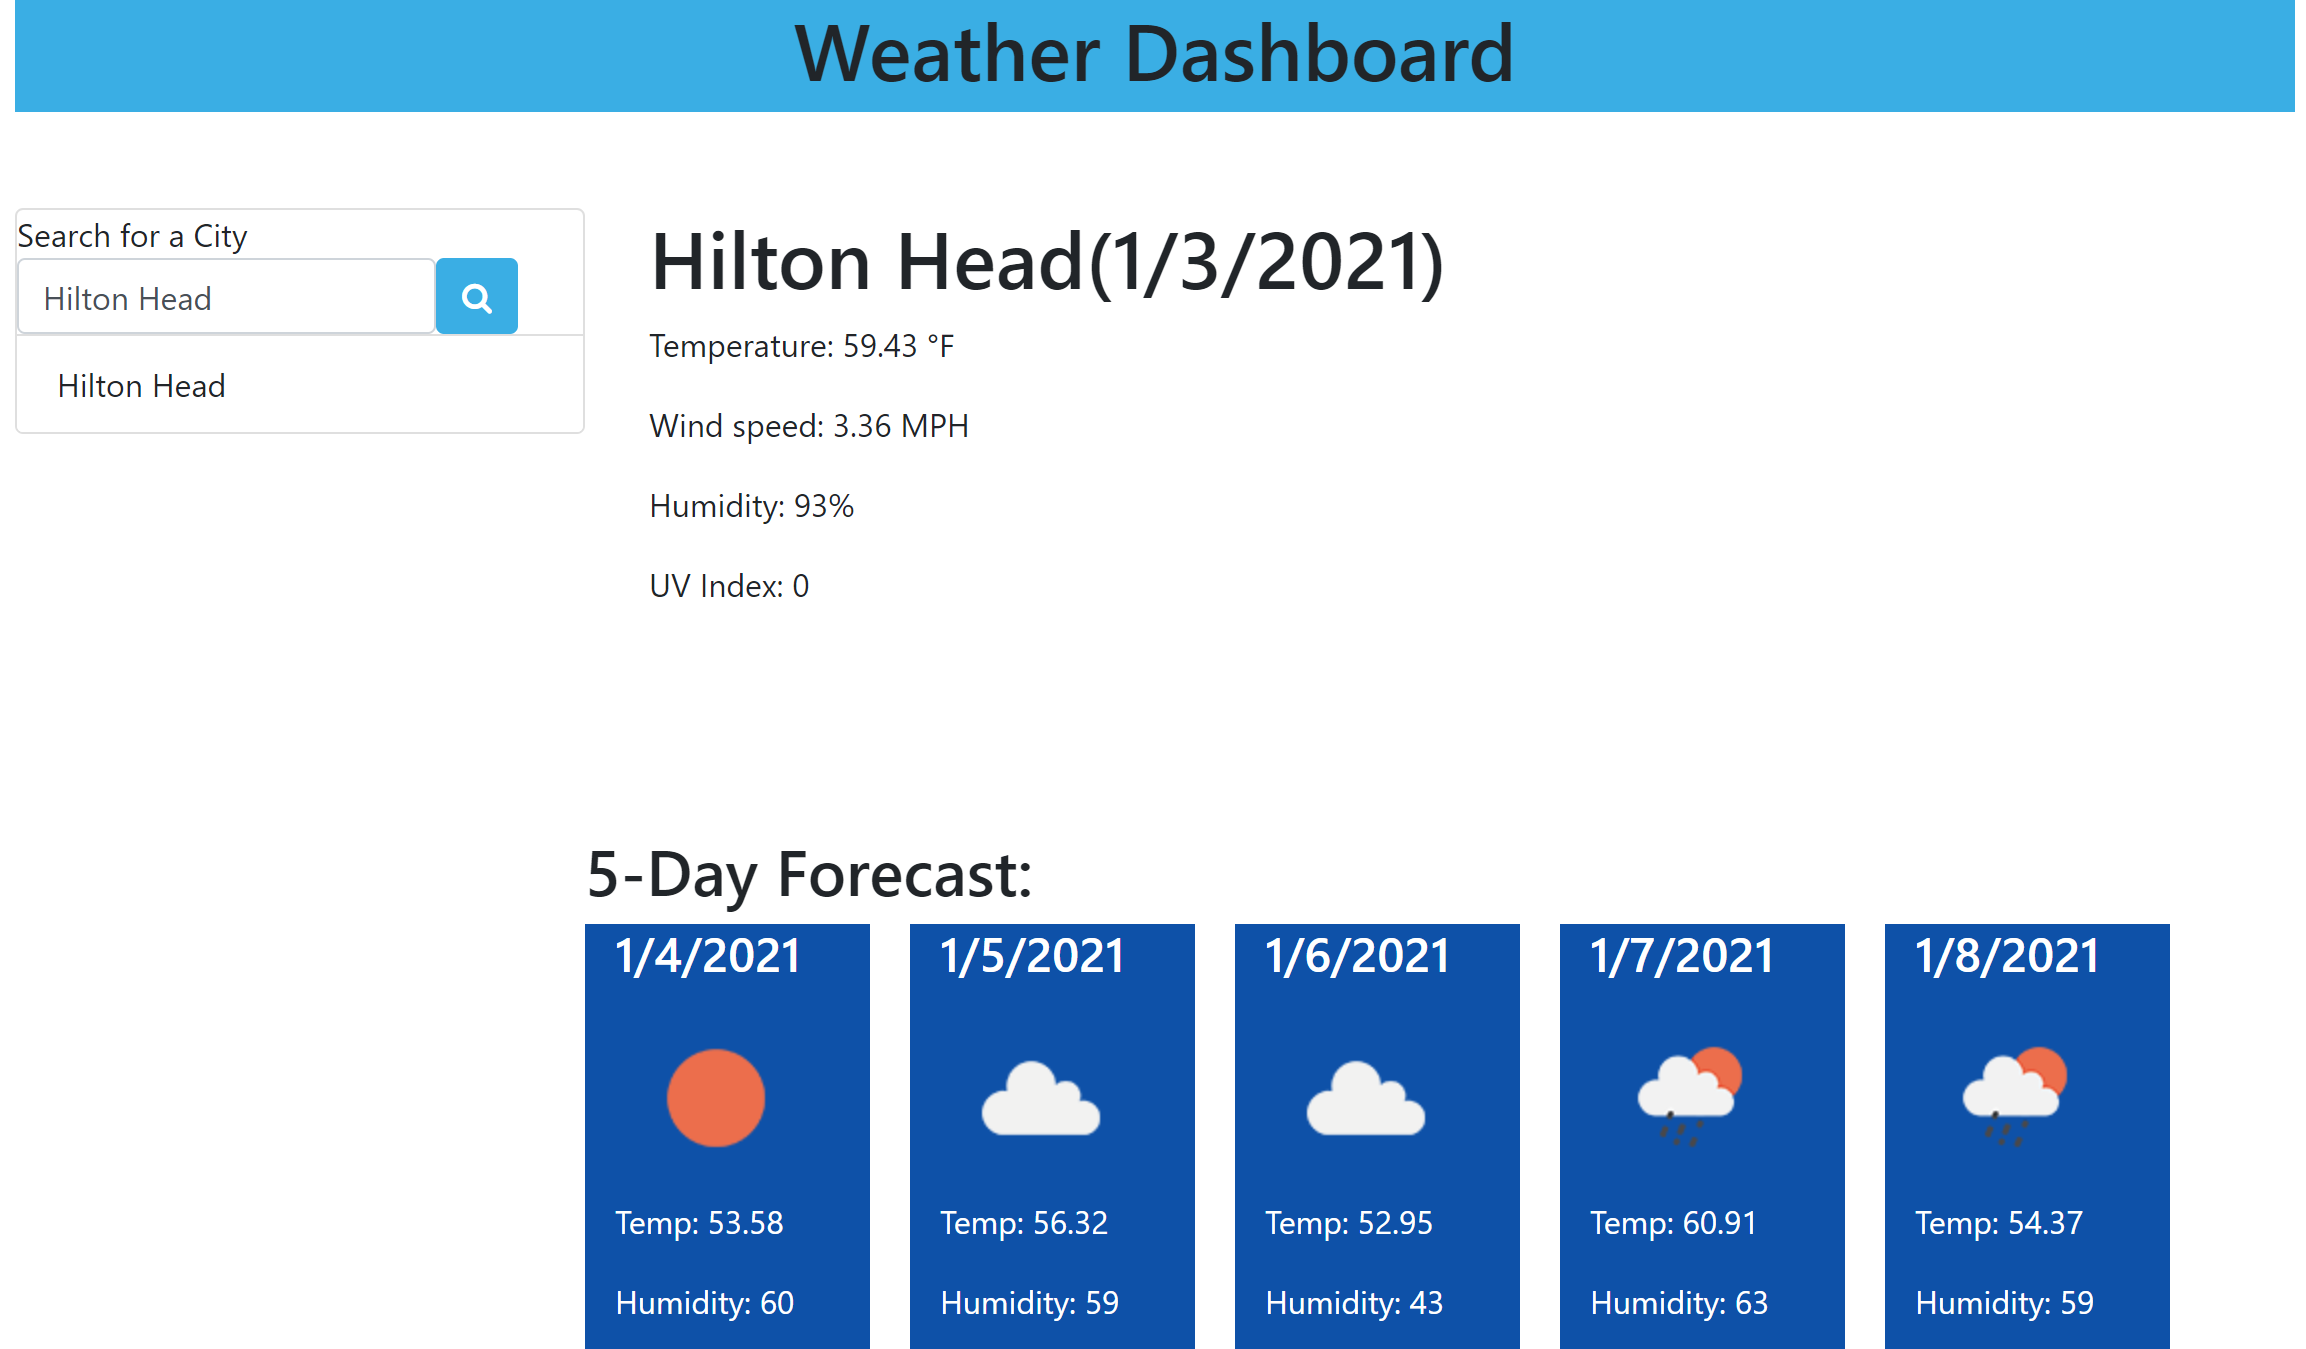 Weather Dashboard
Search for a City
Hilton Head
Hilton Head
Hilton Head(1/3/2021)
Temperature: 59.43 °F
Wind speed: 3.36 MPH
Humidity: 93%
UV Index: 0
5-Day Forecast:
1/4/2021
Temp: 53.58
Humidity: 60
1/5/2021
Temp: 56.32
Humidity: 59
1/6/2021
Temp: 52.95
Humidity: 43
1/7/2021
Temp: 60.91
Humidity: 63
1/8/2021
Temp: 54.37
Humidity: 59